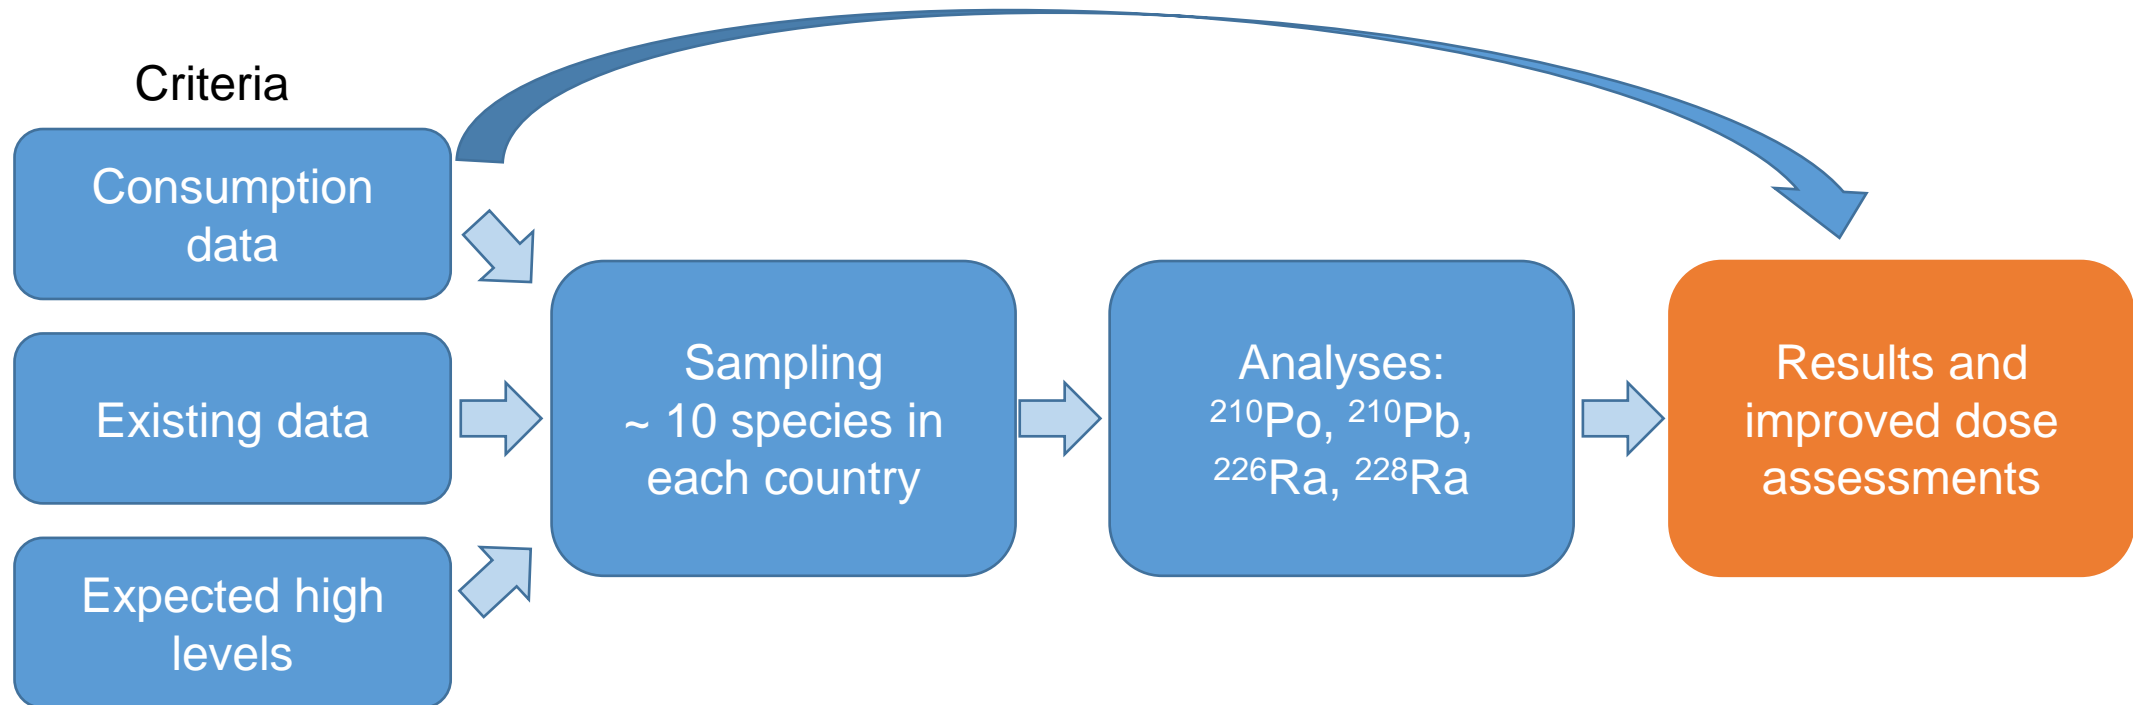 Criteria
Consumption
data
Existing data
Expected high
levels
Sampling
~ 10 species in
each country
Analyses:
²¹⁰Po, ²¹⁰Pb,
²²⁶Ra, ²²⁸Ra
Results and
improved dose
assessments